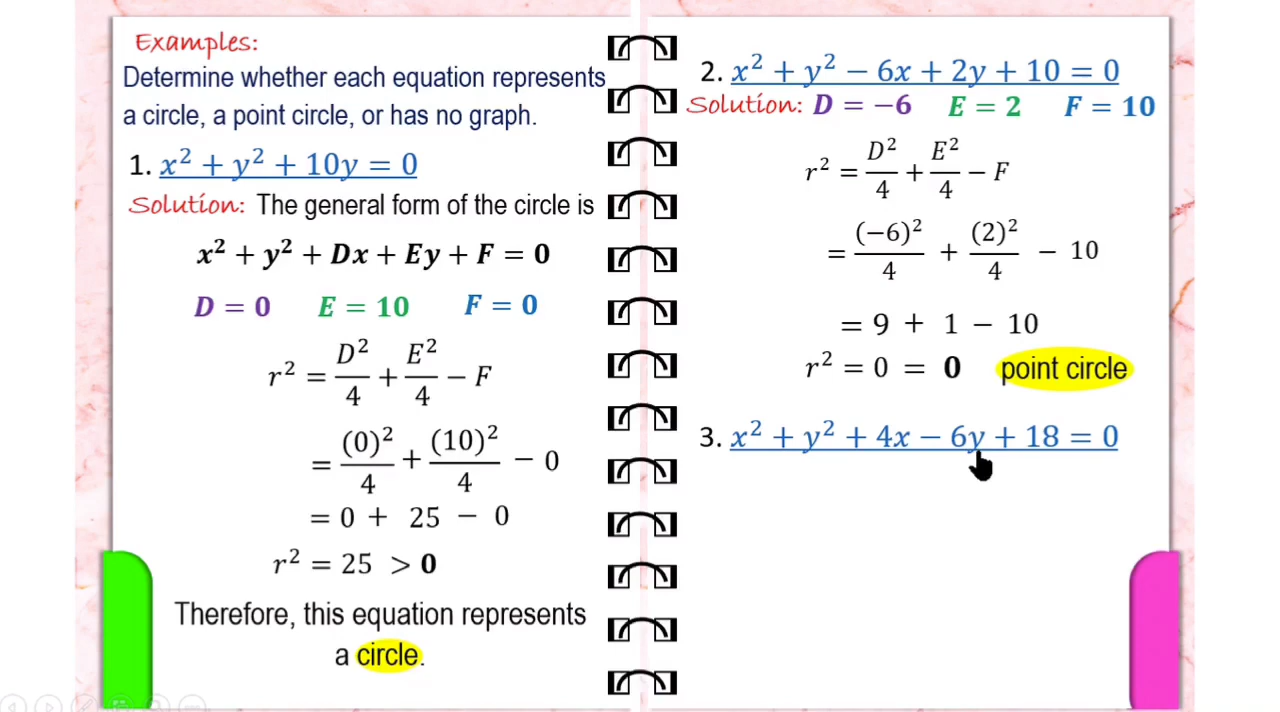 Examples:
Determine whether each equation represents
a circle, a point circle, or has no graph.
1. x² + y² + 10y = 0
Solution: The general form of the circle is
x² + y² + Dx + Ey + F = 0
D = 0 E = 10 F = 0
r² = D²/4 + E²/4 − F
= (0)²/4 + (10)²/4 − 0
= 0 + 25 − 0
r² = 25 > 0
Therefore, this equation represents
a circle.
2. x² + y² − 6x + 2y + 10 = 0
Solution: D = −6 E = 2 F = 10
r² = D²/4 + E²/4 − F
= (−6)²/4 + (2)²/4 − 10
= 9 + 1 − 10
r² = 0 = 0 point circle
3. x² + y² + 4x − 6y + 18 = 0